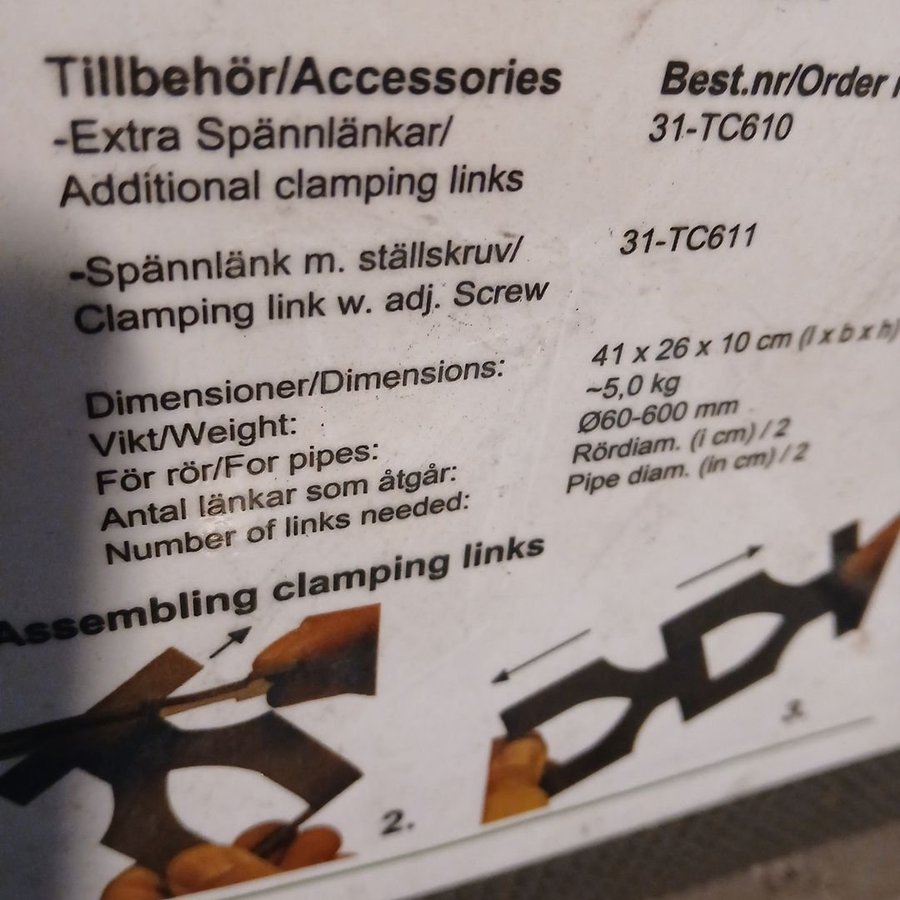 Tillbehör/Accessories Best.nr/Order
-Extra Spännlänkar/ 31-TC610
Additional clamping links
-Spännlänk m. ställskruv/ 31-TC611
Clamping link w. adj. Screw
Dimensioner/Dimensions: 41 x 26 x 10 cm (l x b x h)
Vikt/Weight: ~5,0 kg
För rör/For pipes: Ø60-600 mm
Antal länkar som åtgår: Rördiam. (i cm) / 2
Number of links needed: Pipe diam. (in cm) / 2
Assembling clamping links
2.
3.